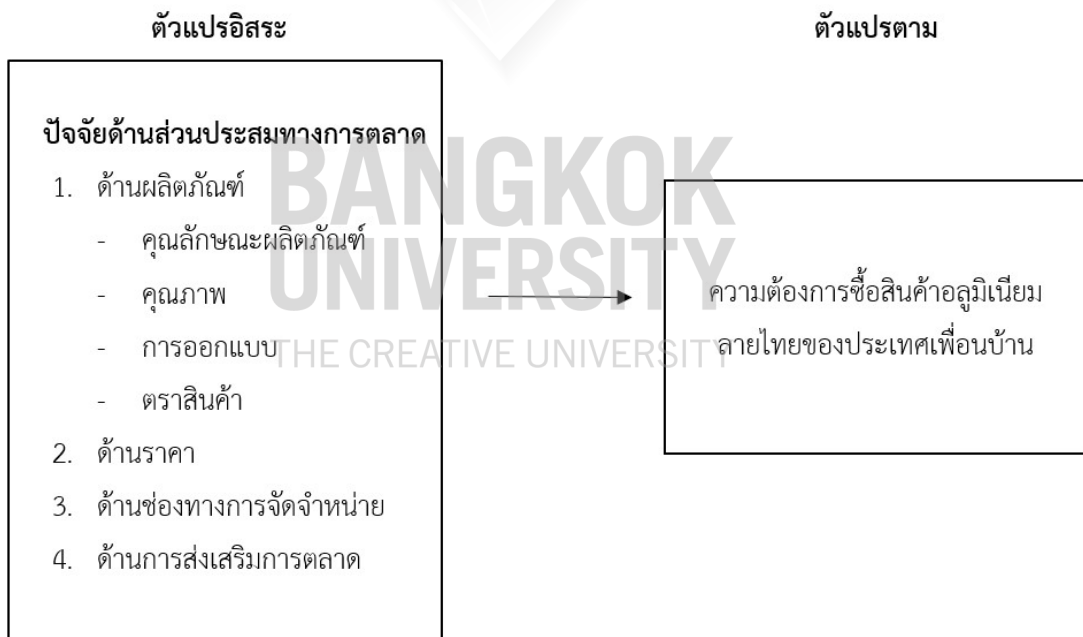 ตัวแปรอิสระ
ตัวแปรตาม
ปัจจัยด้านส่วนประสมทางการตลาด
1. ด้านผลิตภัณฑ์
- คุณลักษณะผลิตภัณฑ์
- คุณภาพ
- การออกแบบ
- ตราสินค้า
2. ด้านราคา
3. ด้านช่องทางการจัดจำหน่าย
4. ด้านการส่งเสริมการตลาด
ความต้องการซื้อสินค้าอลูมิเนียม
ลายไทยของประเทศเพื่อนบ้าน
BANGKOK
UNIVERSITY
THE CREATIVE UNIVERSITY